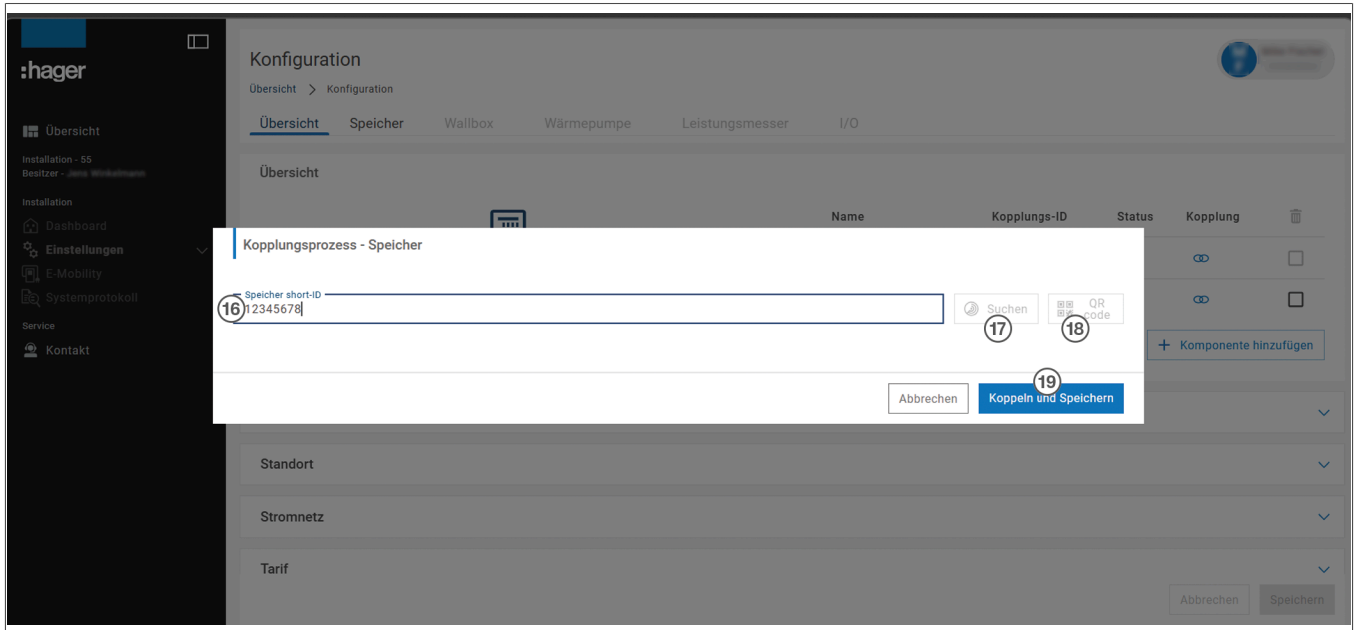 :hager
Übersicht
Installation - 55
Besitzer -
Installation
Dashboard
Einstellungen
E-Mobility
Systemprotokoll
Service
Kontakt
Konfiguration
Übersicht > Konfiguration
Übersicht Speicher Wallbox Wärmepumpe Leistungsmesser I/O
Übersicht
Name Kopplungs-ID Status Kopplung
Kopplungsprozess - Speicher
Speicher short-ID
16 12345678
Suchen
17
QR
code
18
19
Abbrechen Koppeln und Speichern
+ Komponente hinzufügen
Standort
Stromnetz
Tarif
Abbrechen Speichern